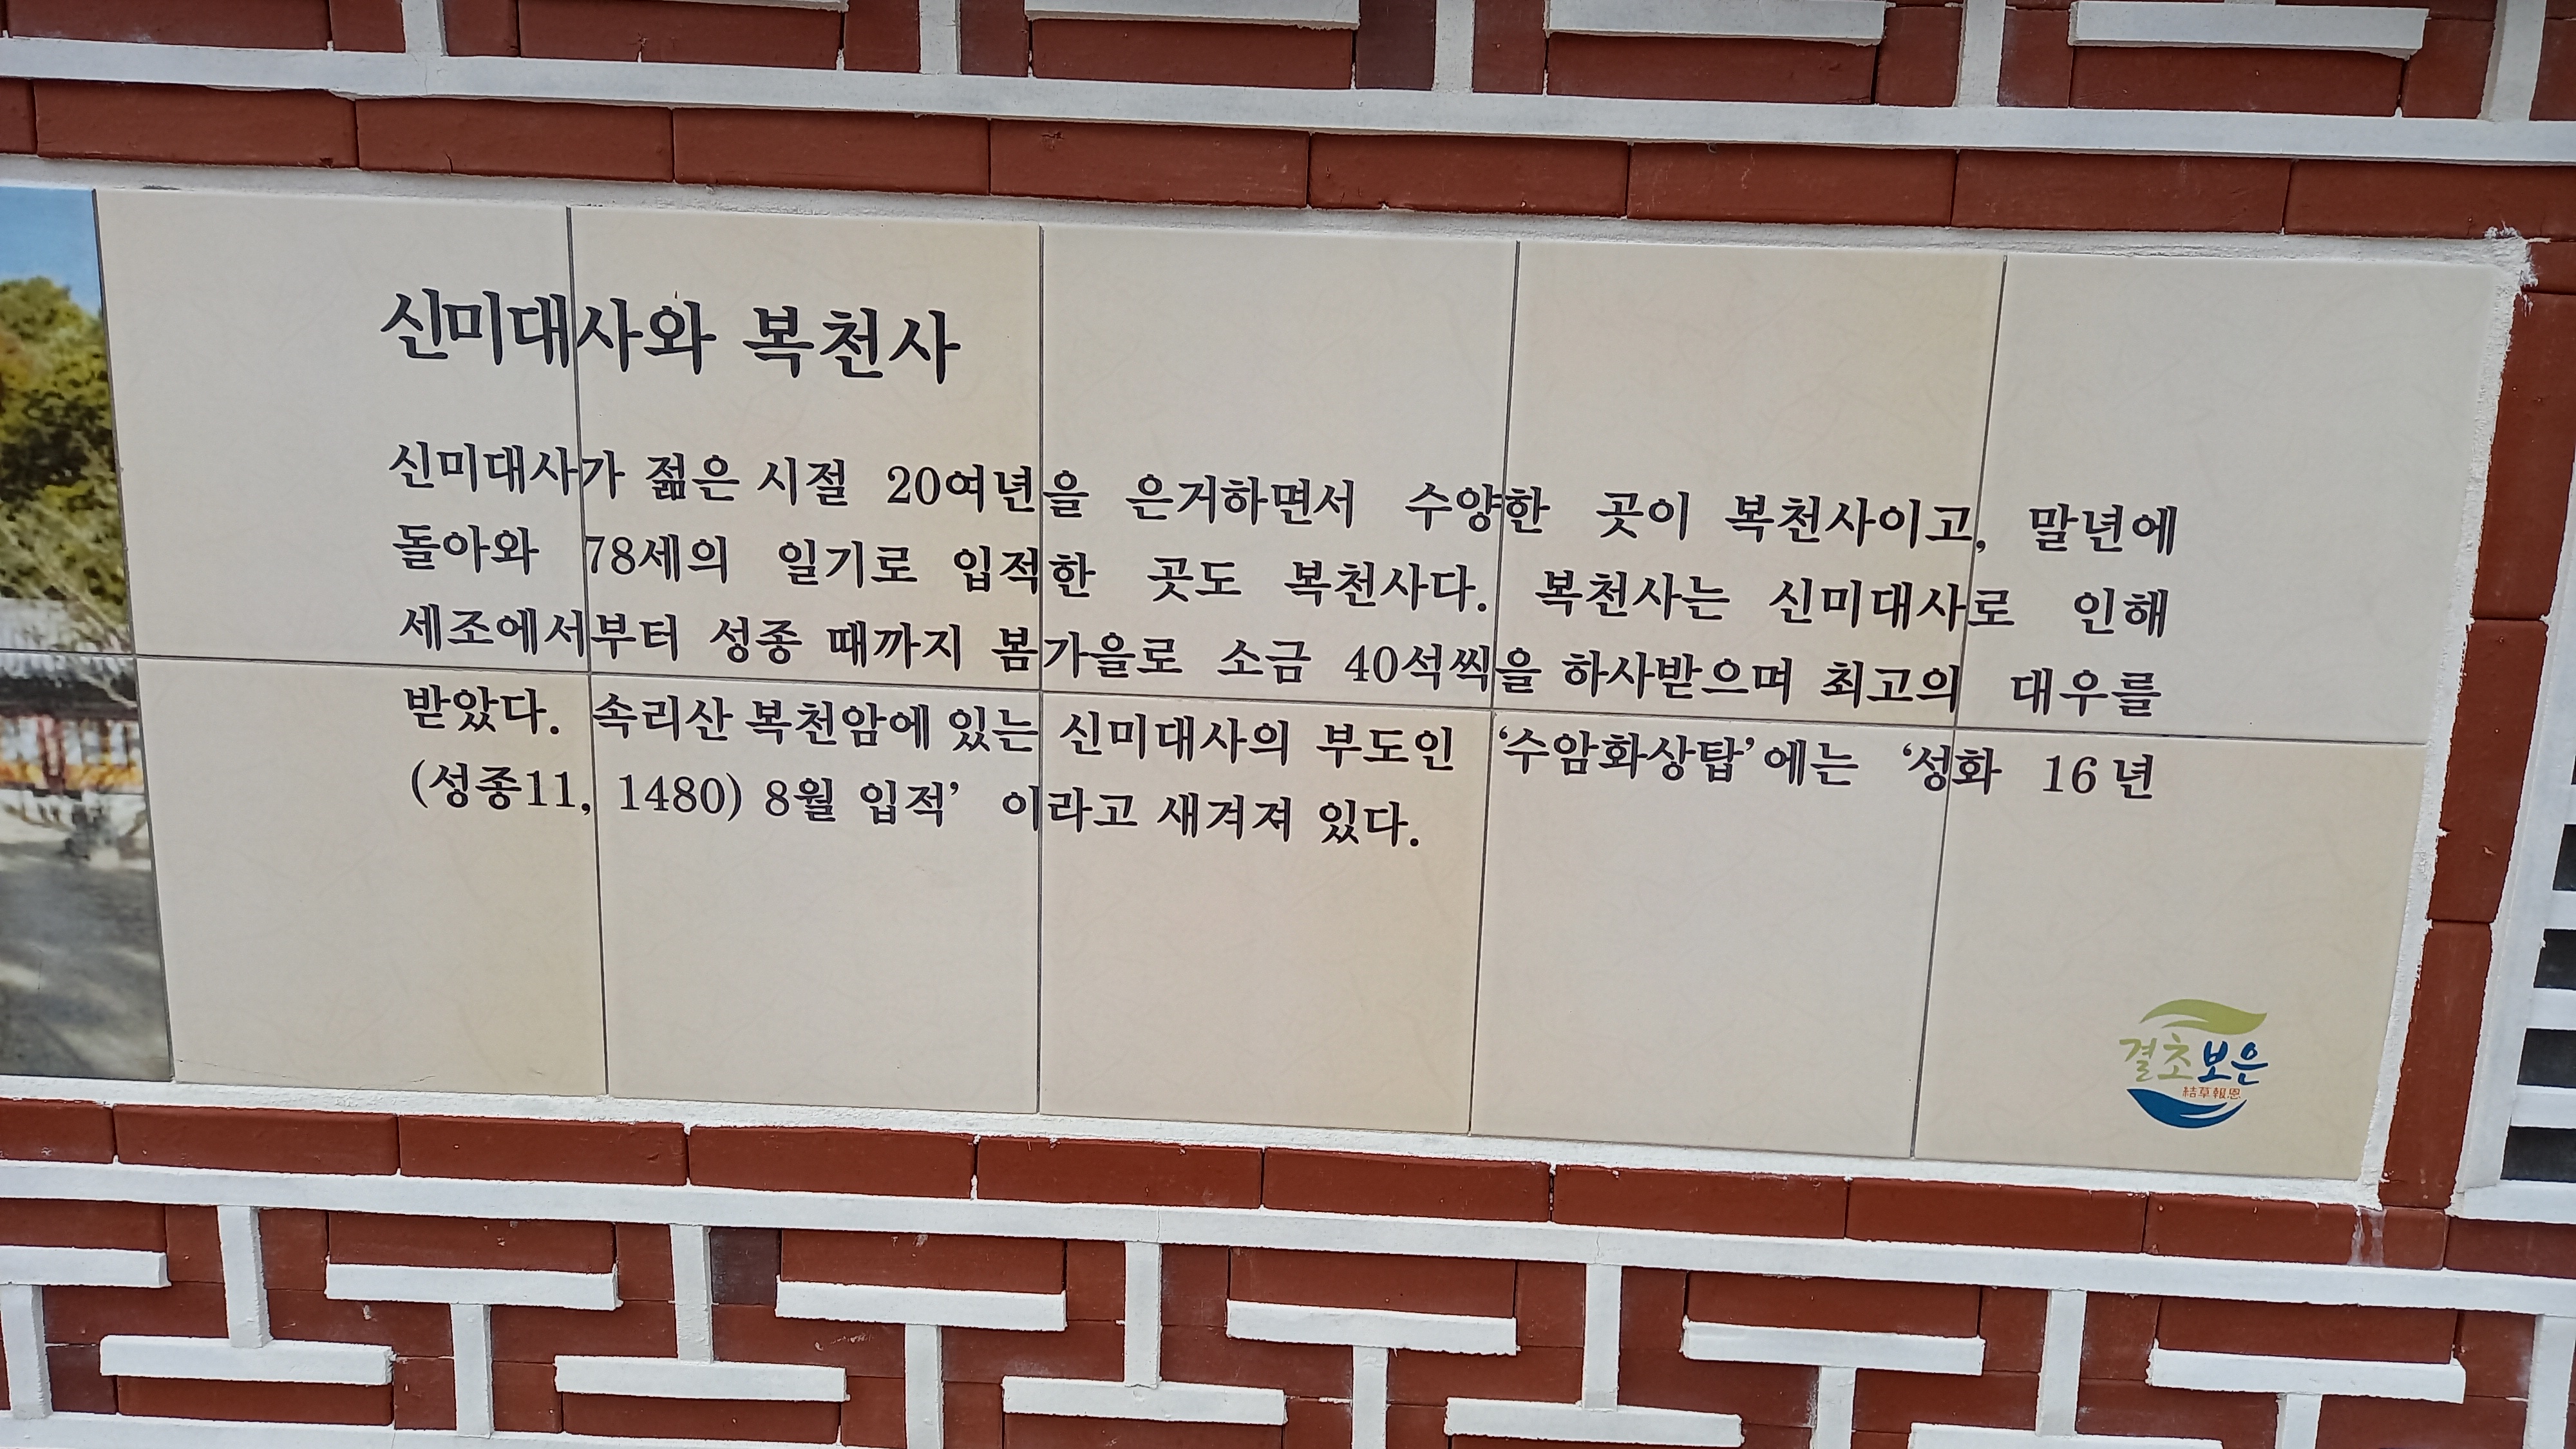 신미대사와 복천사
신미대사가 젊은 시절 20여년을 은거하면서 수양한 곳이 복천사이고, 말년에
돌아와 78세의 일기로 입적한 곳도 복천사다. 복천사는 신미대사로 인해
세조에서부터 성종 때까지 봄가을로 소금 40석씩을 하사받으며 최고의 대우를
받았다. 속리산 복천암에 있는 신미대사의 부도인 ‘수암화상탑’에는 ‘성화 16년
(성종11, 1480) 8월 입적’ 이라고 새겨져 있다.
결초보은
結草報恩